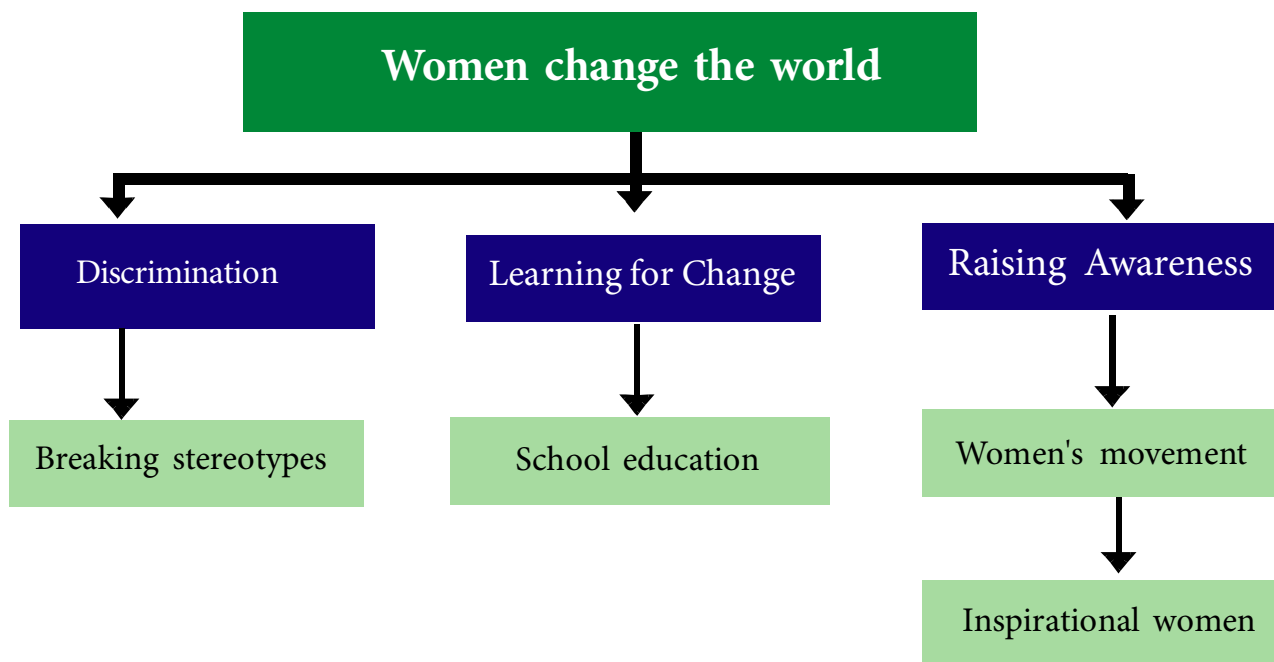 Women change the world
Discrimination
Learning for Change
Raising Awareness
Breaking stereotypes
School education
Women's movement
Inspirational women